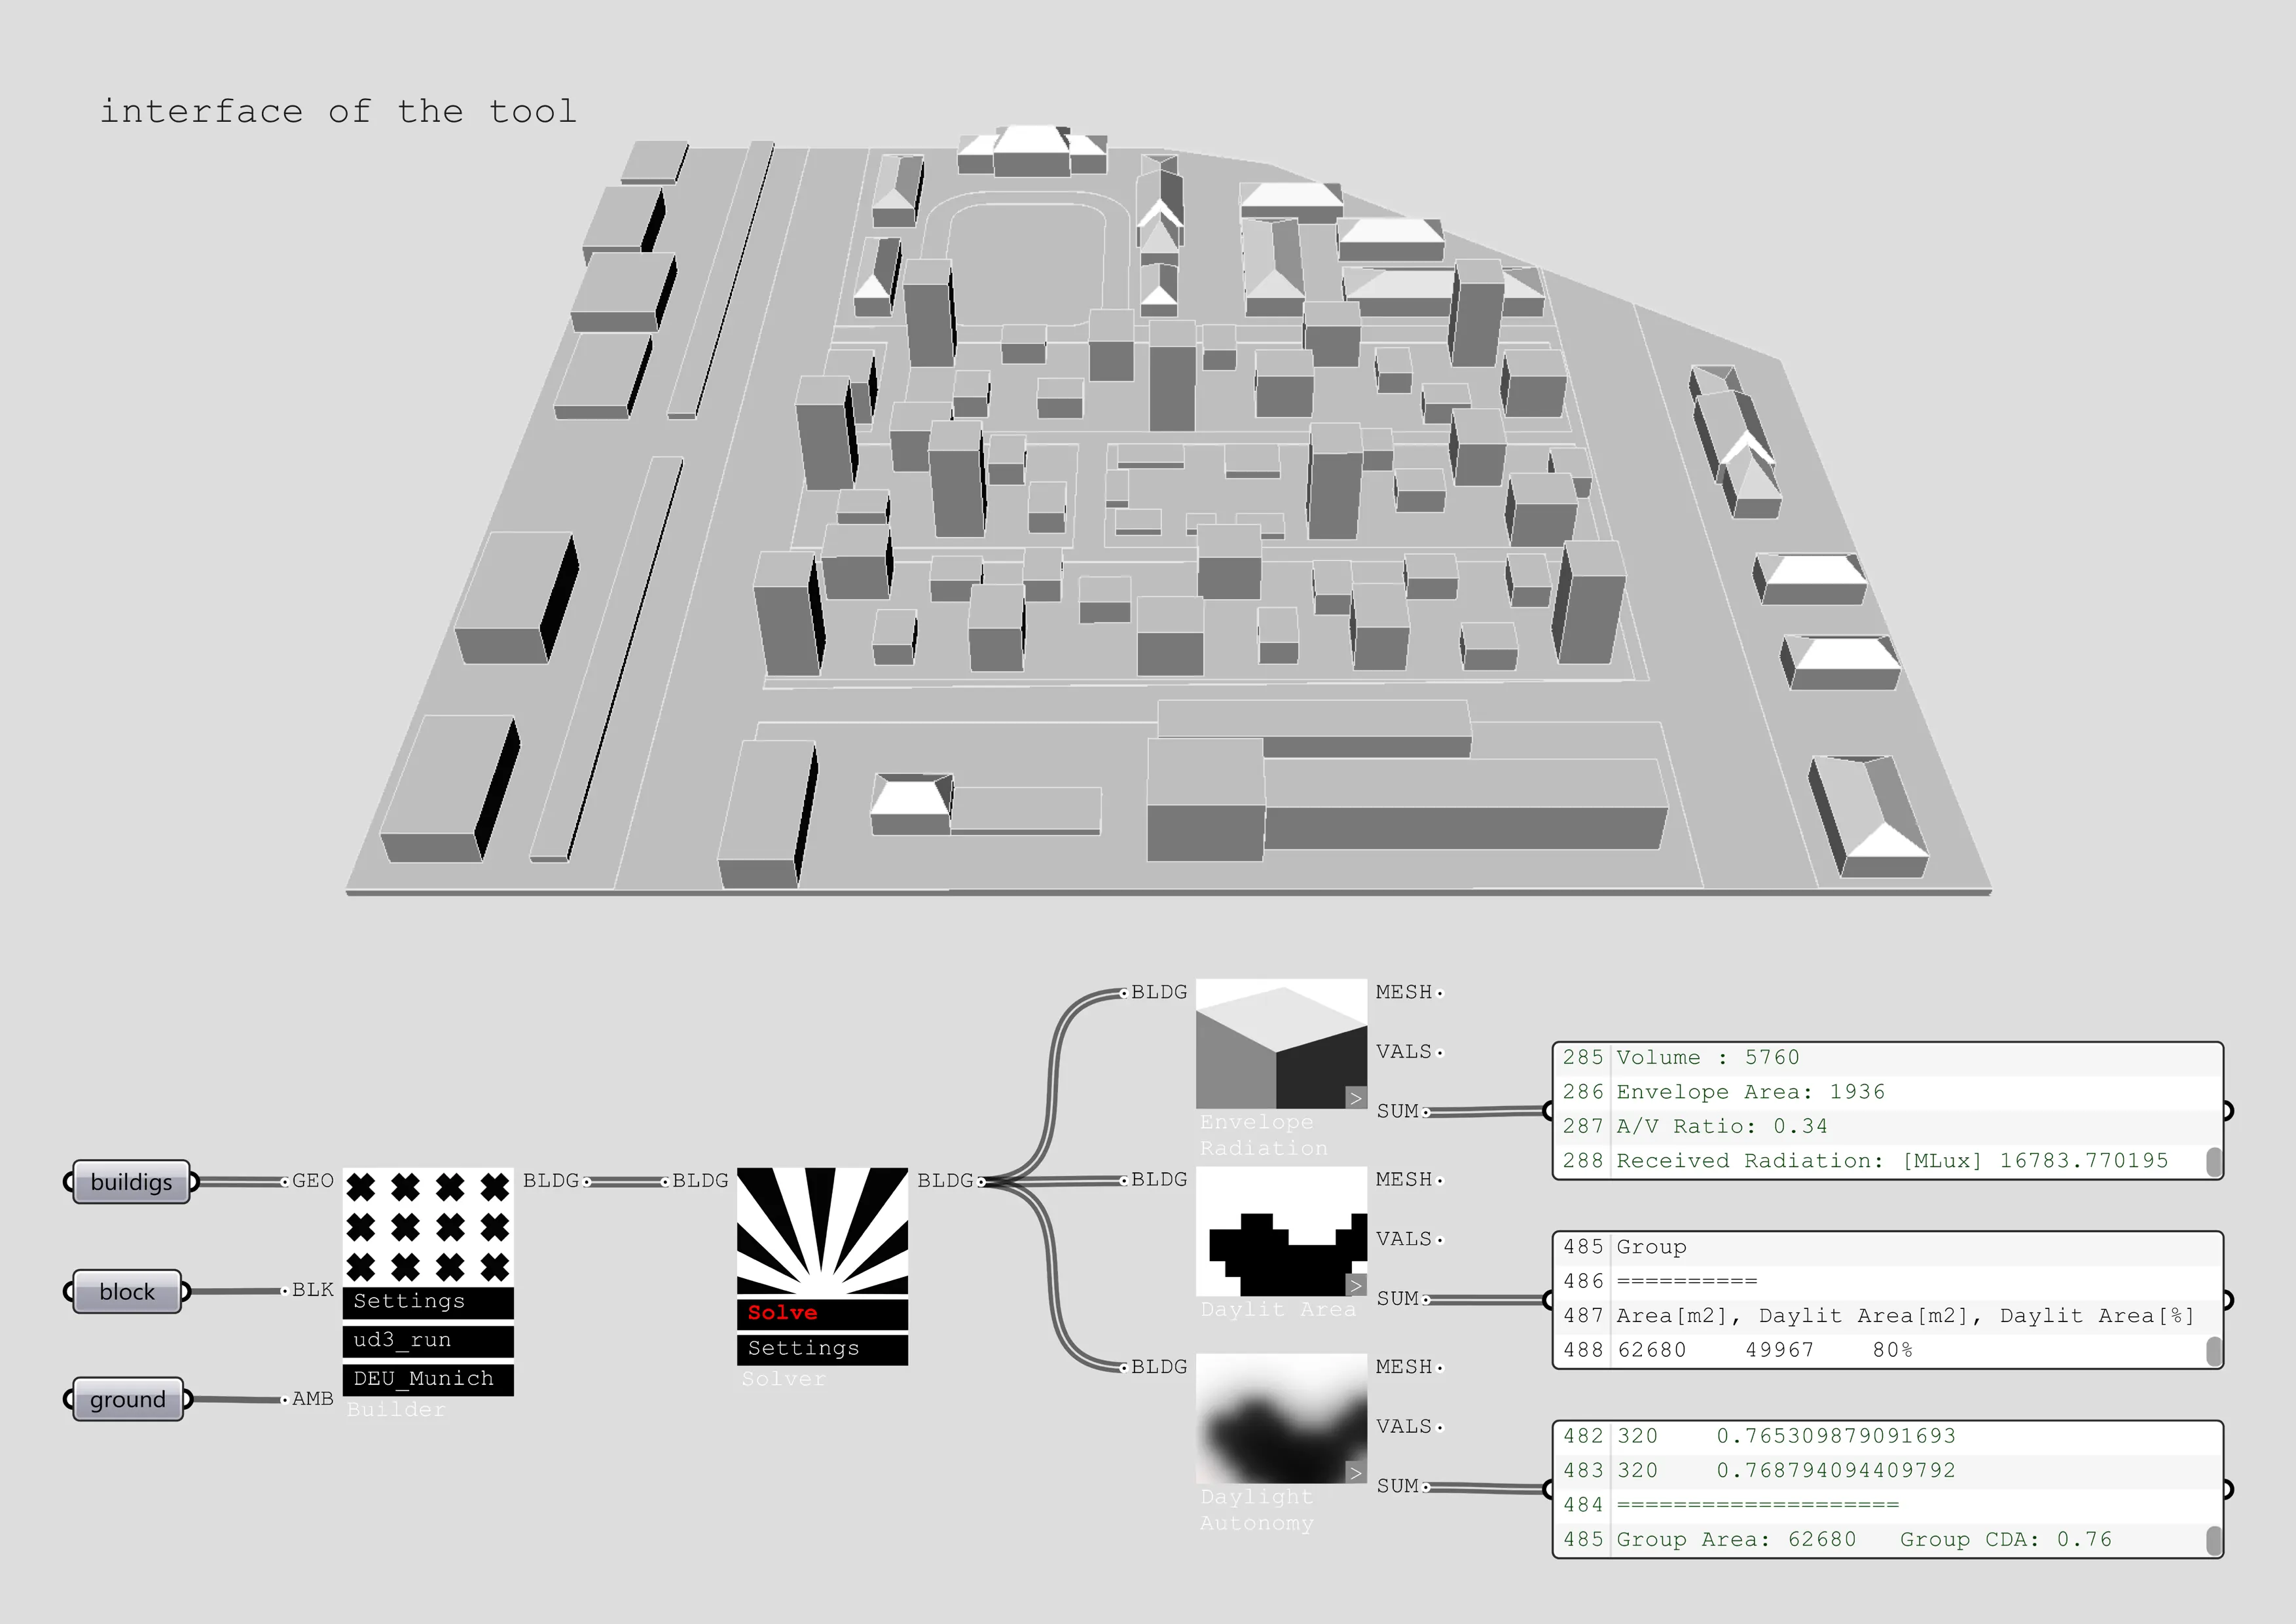 interface of the tool
buildigs
block
ground
GEO
BLK
AMB
Settings
ud3_run
DEU_Munich
Builder
BLDG
BLDG
Solve
Settings
Solver
BLDG
BLDG
Envelope
Radiation
MESH
VALS
SUM
>
285 Volume : 5760
286 Envelope Area: 1936
287 A/V Ratio: 0.34
288 Received Radiation: [MLux] 16783.770195
BLDG
Daylit Area
MESH
VALS
SUM
>
485 Group
486 ==========
487 Area[m2], Daylit Area[m2], Daylit Area[%]
488 62680 49967 80%
BLDG
Daylight
Autonomy
MESH
VALS
SUM
>
482 320 0.765309879091693
483 320 0.768794094409792
484 ====================
485 Group Area: 62680 Group CDA: 0.76